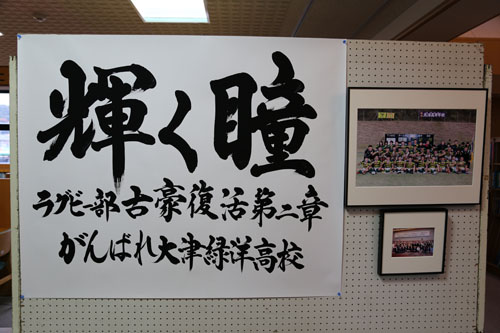 輝く瞳
ラグビー部古豪復活第二章
がんばれ大津緑洋高校